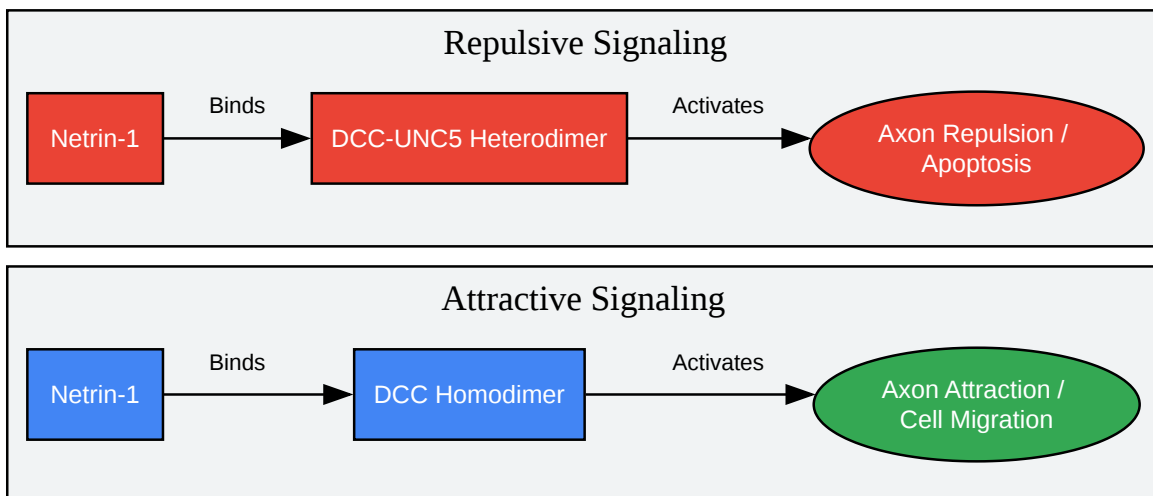 Repulsive Signaling
Netrin-1
Binds
DCC-UNC5 Heterodimer
Activates
Axon Repulsion /
Apoptosis
Attractive Signaling
Netrin-1
Binds
DCC Homodimer
Activates
Axon Attraction /
Cell Migration